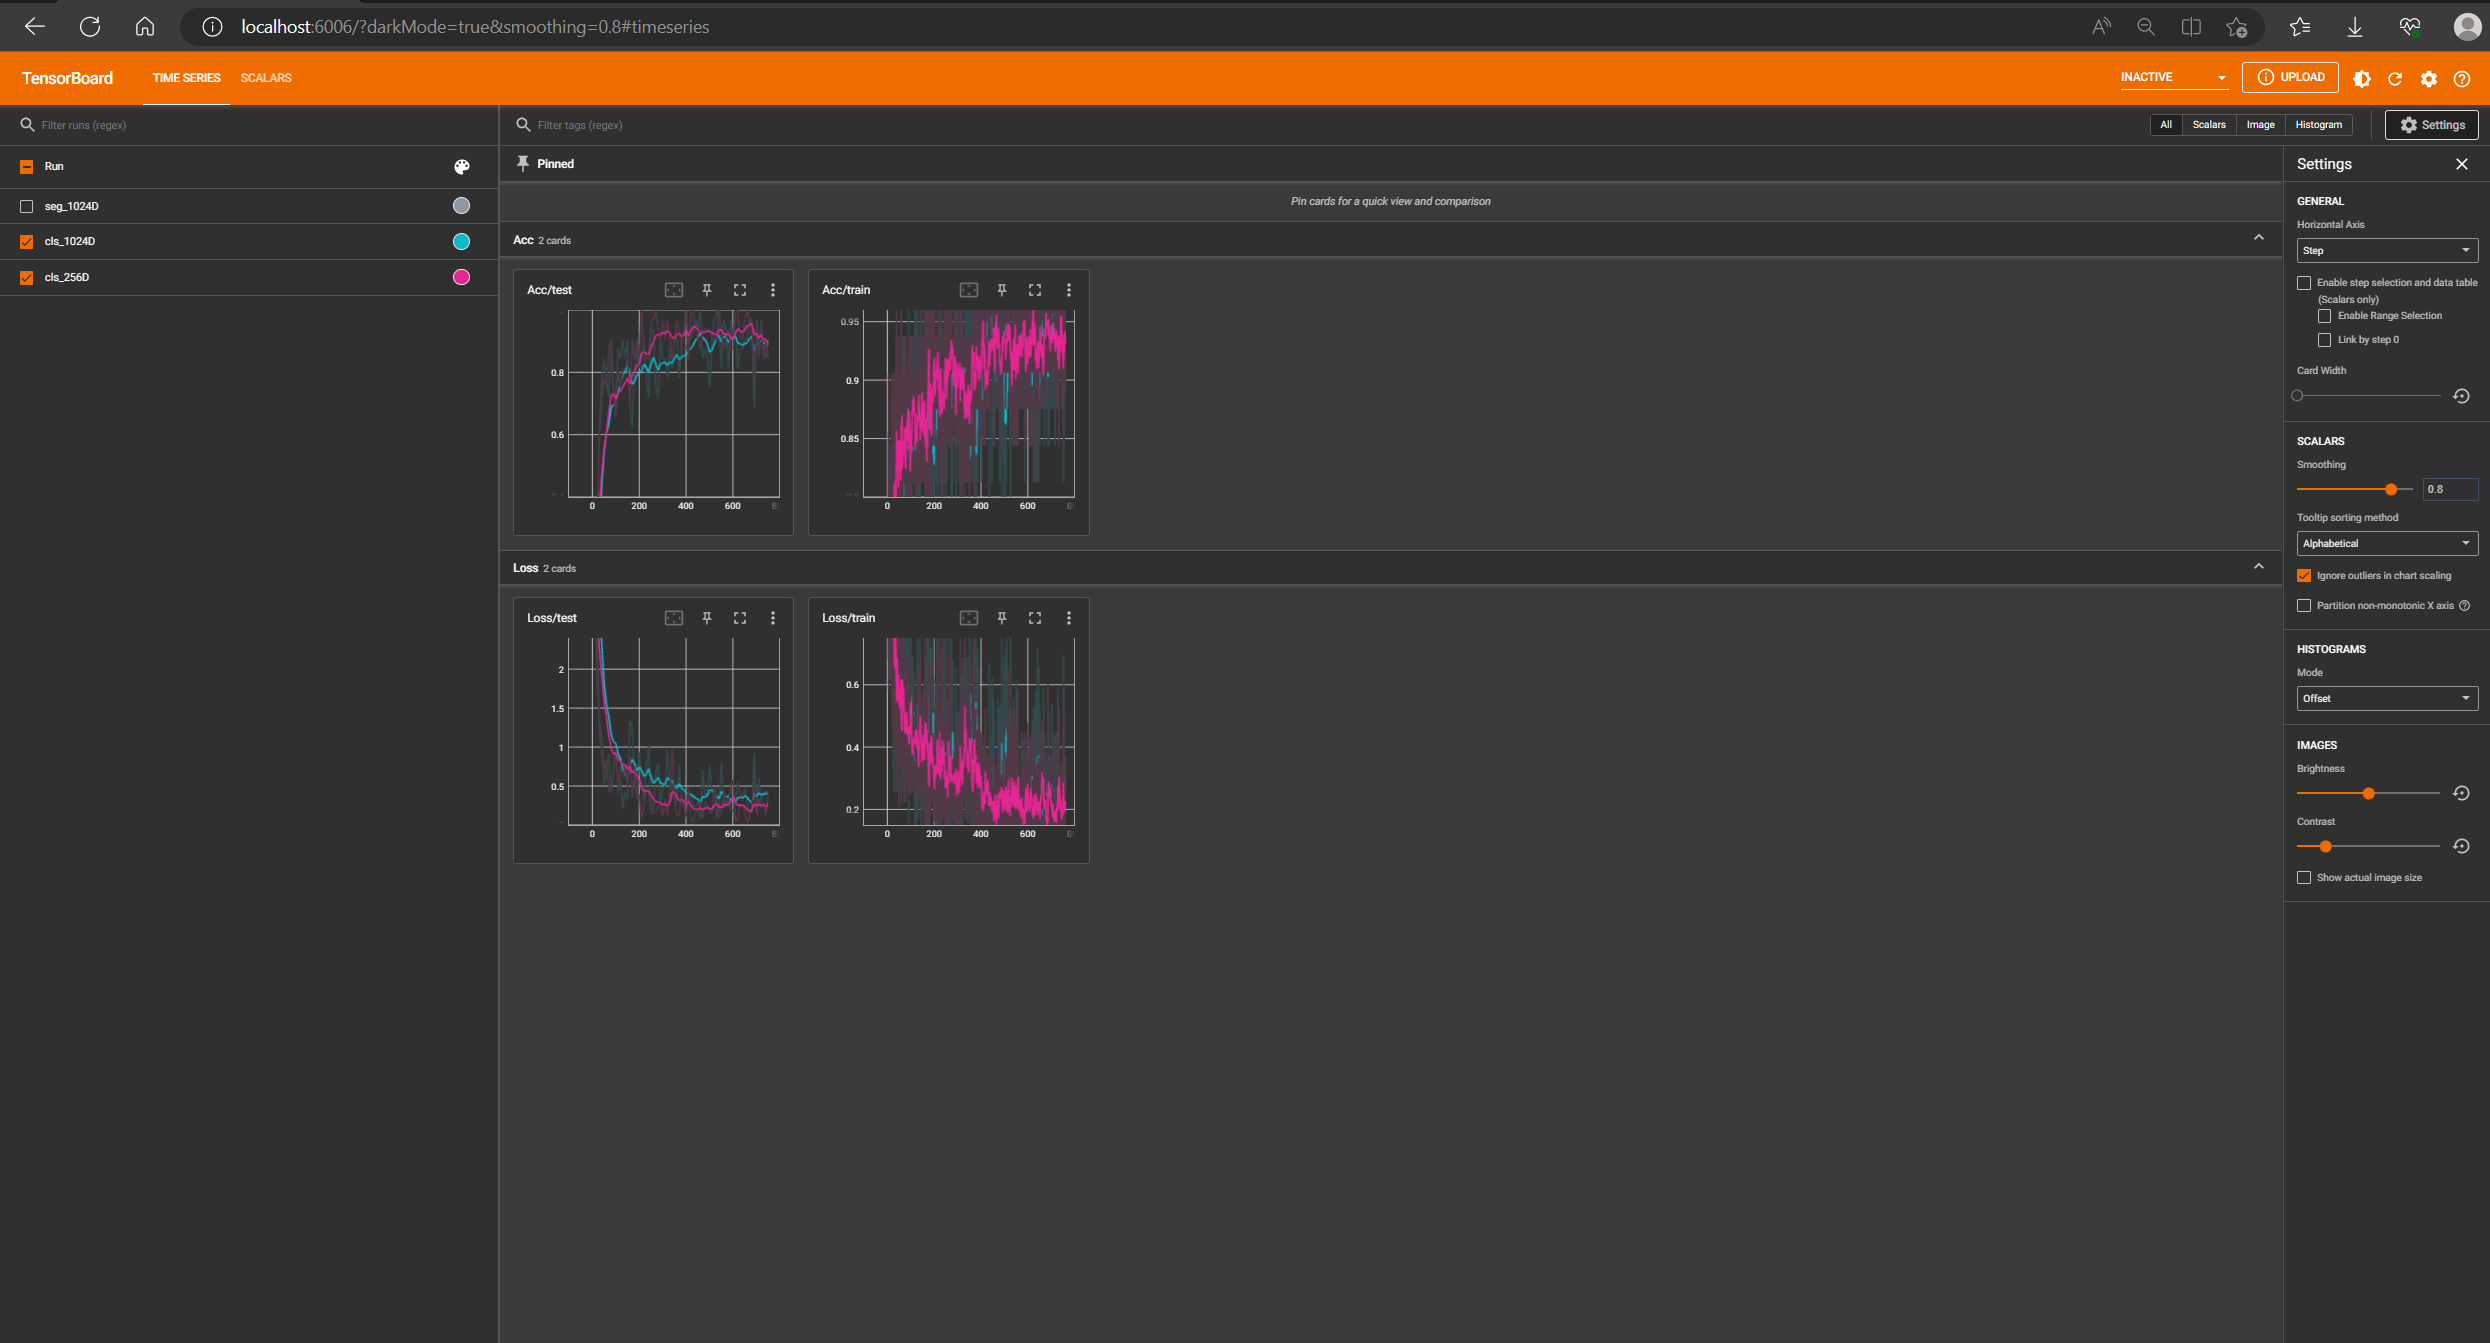 localhost:6006/?darkMode=true&smoothing=0.8#timeseries
TensorBoard
TIME SERIES
SCALARS
INACTIVE
UPLOAD
Filter runs (regex)
Run
seg_1024D
cls_1024D
cls_256D
Filter tags (regex)
All
Scalars
Image
Histogram
Settings
Pinned
Pin cards for a quick view and comparison
Acc 2 cards
Acc/test
0.8
0.6
0 200 400 600
Acc/train
0.95
0.9
0.85
0 200 400 600
Loss 2 cards
Loss/test
2
1.5
1
0.5
0 200 400 600
Loss/train
0.6
0.4
0.2
0 200 400 600
Settings
GENERAL
Horizontal Axis
Step
Enable step selection and data table
(Scalars only)
Enable Range Selection
Link by step 0
Card Width
SCALARS
Smoothing
0.8
Tooltip sorting method
Alphabetical
Ignore outliers in chart scaling
Partition non-monotonic X axis
HISTOGRAMS
Mode
Offset
IMAGES
Brightness
Contrast
Show actual image size